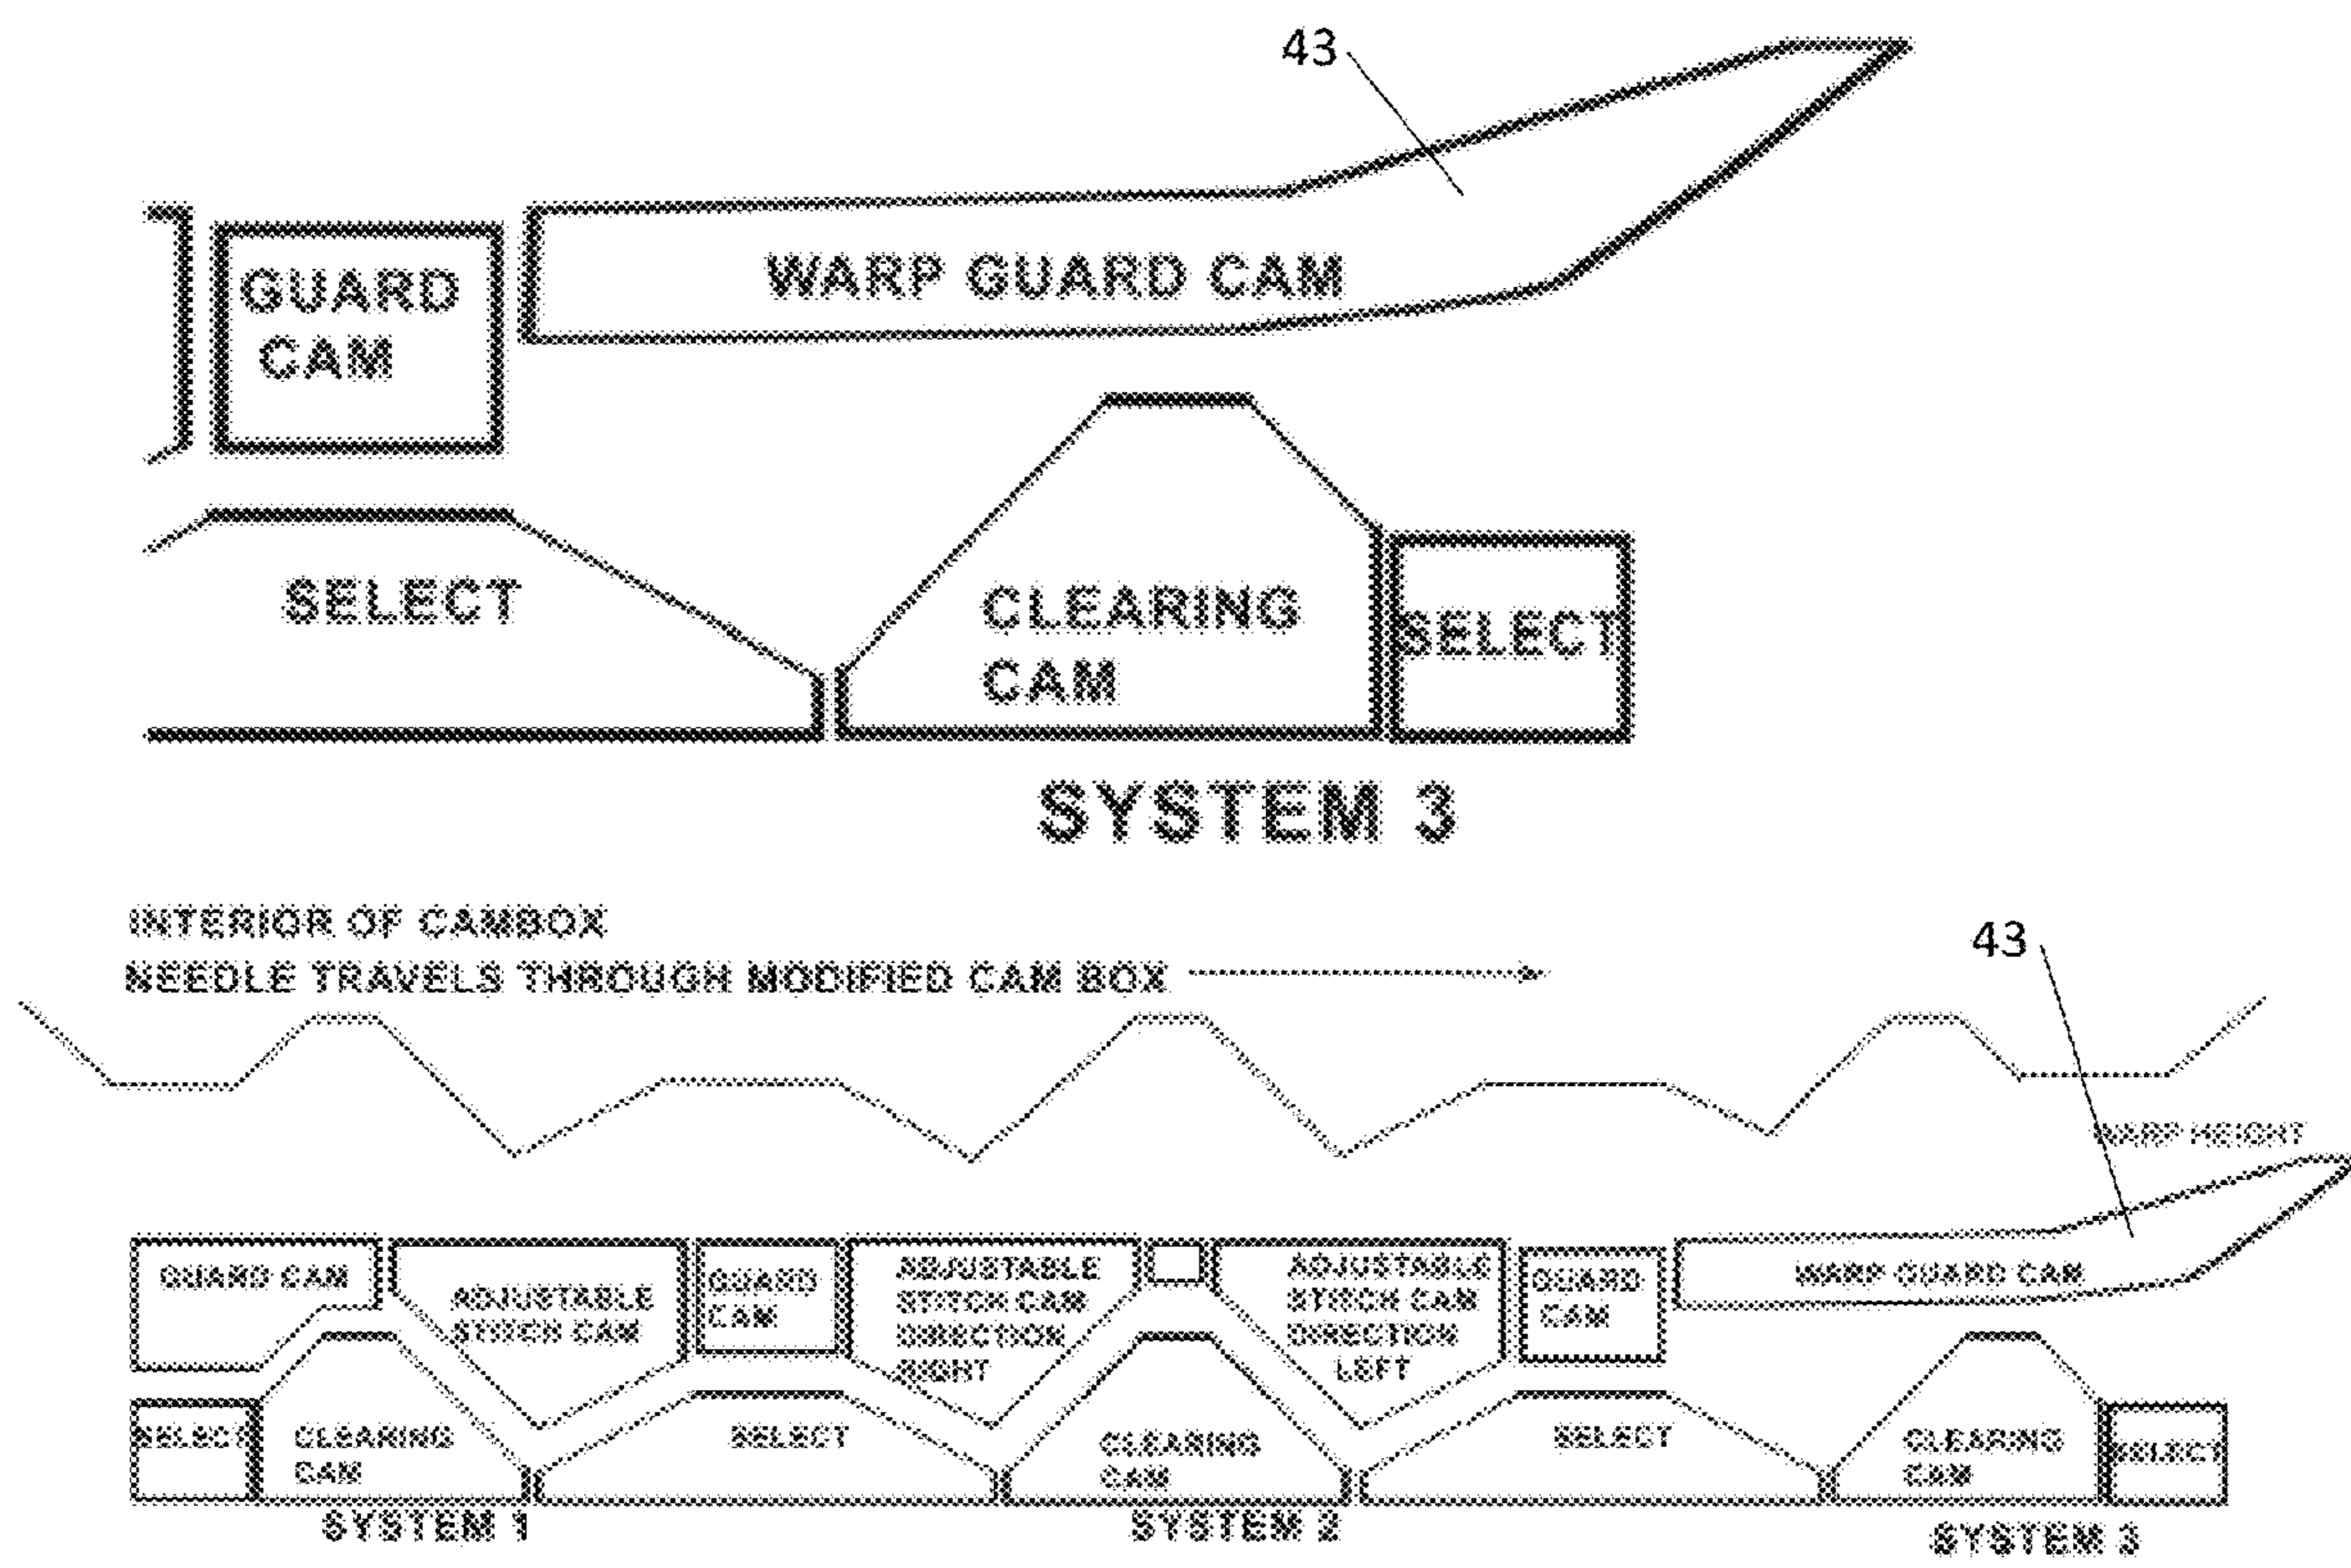 43
GUARD
CAM
WARP GUARD CAM
SELECT
CLEARING
CAM
SELECT
SYSTEM 3
INTERIOR OF CAMBOX
NEEDLE TRAVELS THROUGH MODIFIED CAM BOX
43
WARP HEIGHT
GUARD CAM
ADJUSTABLE
STITCH CAM
GUARD
CAM
ADJUSTABLE
STITCH CAM
DIRECTION
RIGHT
ADJUSTABLE
STITCH CAM
DIRECTION
LEFT
GUARD
CAM
WARP GUARD CAM
SELECT
CLEARING
CAM
SELECT
CLEARING
CAM
SELECT
CLEARING
CAM
SELECT
SYSTEM 1
SYSTEM 2
SYSTEM 3